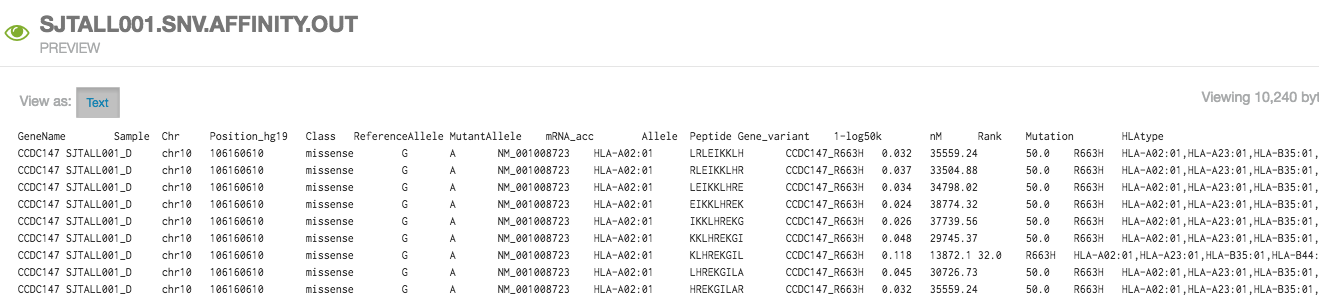 SJTALL001.SNV.AFFINITY.OUT
PREVIEW
View as: Text
Viewing 10,240
GeneName Sample Chr Position_hg19 Class ReferenceAllele MutantAllele mRNA_acc Allele Peptide Gene_variant 1-log50k nM Rank Mutation HLAtype
CCDC147 SJTALL001_D chr10 106160610 missense G A NM_001008723 HLA-A02:01 LRLEIKKLH CCDC147_R663H 0.032 35559.24 50.0 R663H HLA-A02:01,HLA-A23:01,HLA-B35:01,
CCDC147 SJTALL001_D chr10 106160610 missense G A NM_001008723 HLA-A02:01 RLEIKKLHR CCDC147_R663H 0.037 33504.88 50.0 R663H HLA-A02:01,HLA-A23:01,HLA-B35:01,
CCDC147 SJTALL001_D chr10 106160610 missense G A NM_001008723 HLA-A02:01 LEIKKLHRE CCDC147_R663H 0.034 34798.02 50.0 R663H HLA-A02:01,HLA-A23:01,HLA-B35:01,
CCDC147 SJTALL001_D chr10 106160610 missense G A NM_001008723 HLA-A02:01 EIKKLHREK CCDC147_R663H 0.024 38774.32 50.0 R663H HLA-A02:01,HLA-A23:01,HLA-B35:01,
CCDC147 SJTALL001_D chr10 106160610 missense G A NM_001008723 HLA-A02:01 IKKLHREKG CCDC147_R663H 0.026 37739.56 50.0 R663H HLA-A02:01,HLA-A23:01,HLA-B35:01,
CCDC147 SJTALL001_D chr10 106160610 missense G A NM_001008723 HLA-A02:01 KKLHREKGI CCDC147_R663H 0.048 29745.37 50.0 R663H HLA-A02:01,HLA-A23:01,HLA-B35:01,
CCDC147 SJTALL001_D chr10 106160610 missense G A NM_001008723 HLA-A02:01 KLHREKGIL CCDC147_R663H 0.118 13872.1 32.0 R663H HLA-A02:01,HLA-A23:01,HLA-B35:01,HLA-B44:
CCDC147 SJTALL001_D chr10 106160610 missense G A NM_001008723 HLA-A02:01 LHREKGILA CCDC147_R663H 0.045 30726.73 50.0 R663H HLA-A02:01,HLA-A23:01,HLA-B35:01,
CCDC147 SJTALL001_D chr10 106160610 missense G A NM_001008723 HLA-A02:01 HREKGILAR CCDC147_R663H 0.032 35559.24 50.0 R663H HLA-A02:01,HLA-A23:01,HLA-B35:01,